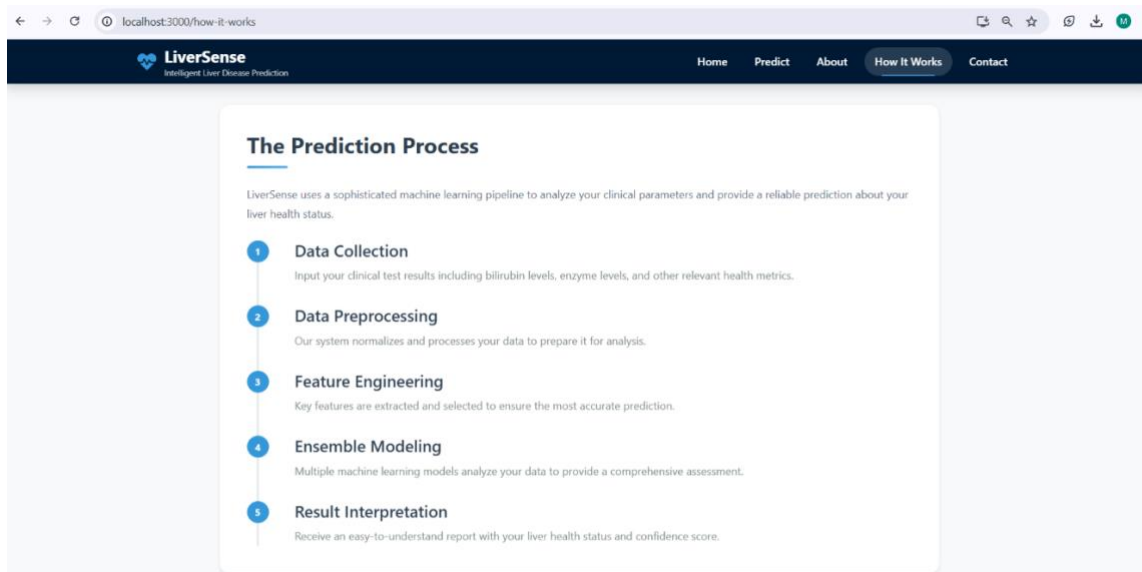 localhost:3000/how-it-works
M
LiverSense
Intelligent Liver Disease Prediction
Home Predict About How It Works Contact
The Prediction Process
LiverSense uses a sophisticated machine learning pipeline to analyze your clinical parameters and provide a reliable prediction about your
liver health status.
1 Data Collection
Input your clinical test results including bilirubin levels, enzyme levels, and other relevant health metrics.
2 Data Preprocessing
Our system normalizes and processes your data to prepare it for analysis.
3 Feature Engineering
Key features are extracted and selected to ensure the most accurate prediction.
4 Ensemble Modeling
Multiple machine learning models analyze your data to provide a comprehensive assessment.
5 Result Interpretation
Receive an easy-to-understand report with your liver health status and confidence score.